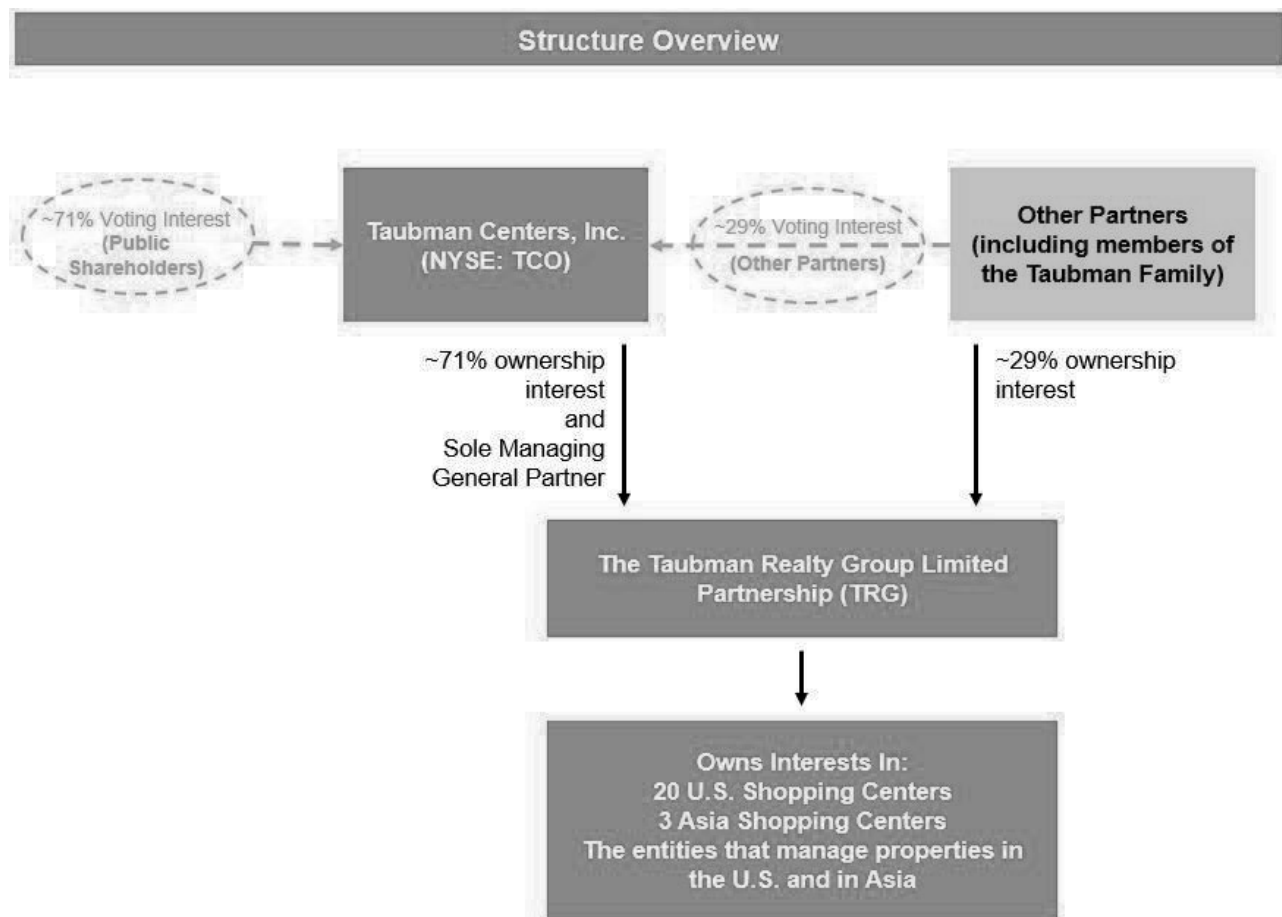 Structure Overview
~71% Voting Interest
(Public
Shareholders)
Taubman Centers, Inc.
(NYSE: TCO)
~29% Voting Interest
(Other Partners)
Other Partners
(including members of
the Taubman Family)
~71% ownership
interest
and
Sole Managing
General Partner
~29% ownership
interest
The Taubman Realty Group Limited
Partnership (TRG)
Owns Interests In:
20 U.S. Shopping Centers
3 Asia Shopping Centers
The entities that manage properties in
the U.S. and in Asia